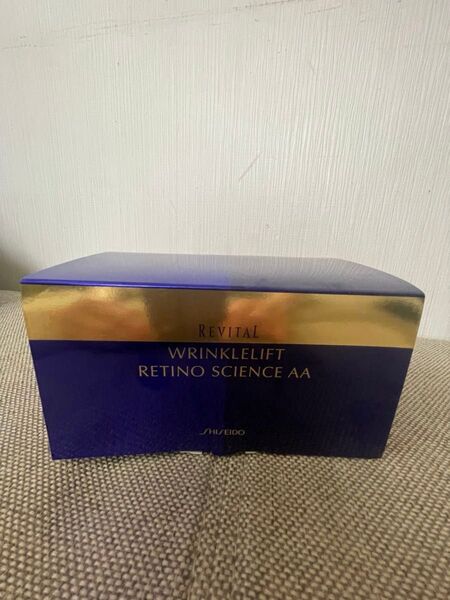 REVITAL
WRINKLELIFT
RETINO SCIENCE AA
SHISEIDO